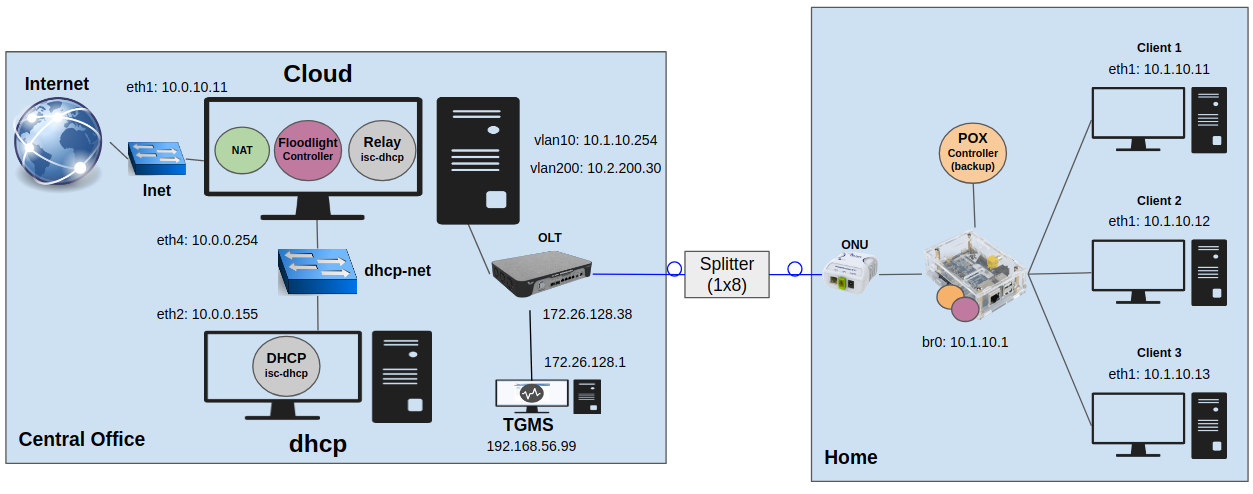 Internet
eth1: 10.0.10.11
Cloud
NAT
Floodlight
Controller
Relay
isc-dhcp
Inet
vlan10: 10.1.10.254
vlan200: 10.2.200.30
eth4: 10.0.0.254
dhcp-net
OLT
eth2: 10.0.0.155
172.26.128.38
DHCP
isc-dhcp
172.26.128.1
TGMS
192.168.56.99
dhcp
Central Office
Splitter
(1x8)
ONU
POX
Controller
(backup)
br0: 10.1.10.1
Client 1
eth1: 10.1.10.11
Client 2
eth1: 10.1.10.12
Client 3
eth1: 10.1.10.13
Home